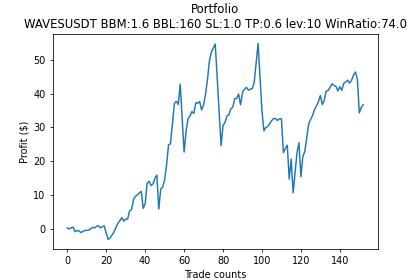 Portfolio
WAVESUSDT BBM:1.6 BBL:160 SL:1.0 TP:0.6 lev:10 WinRatio:74.0
Profit ($)
50
40
30
20
10
0
0 20 40 60 80 100 120 140
Trade counts